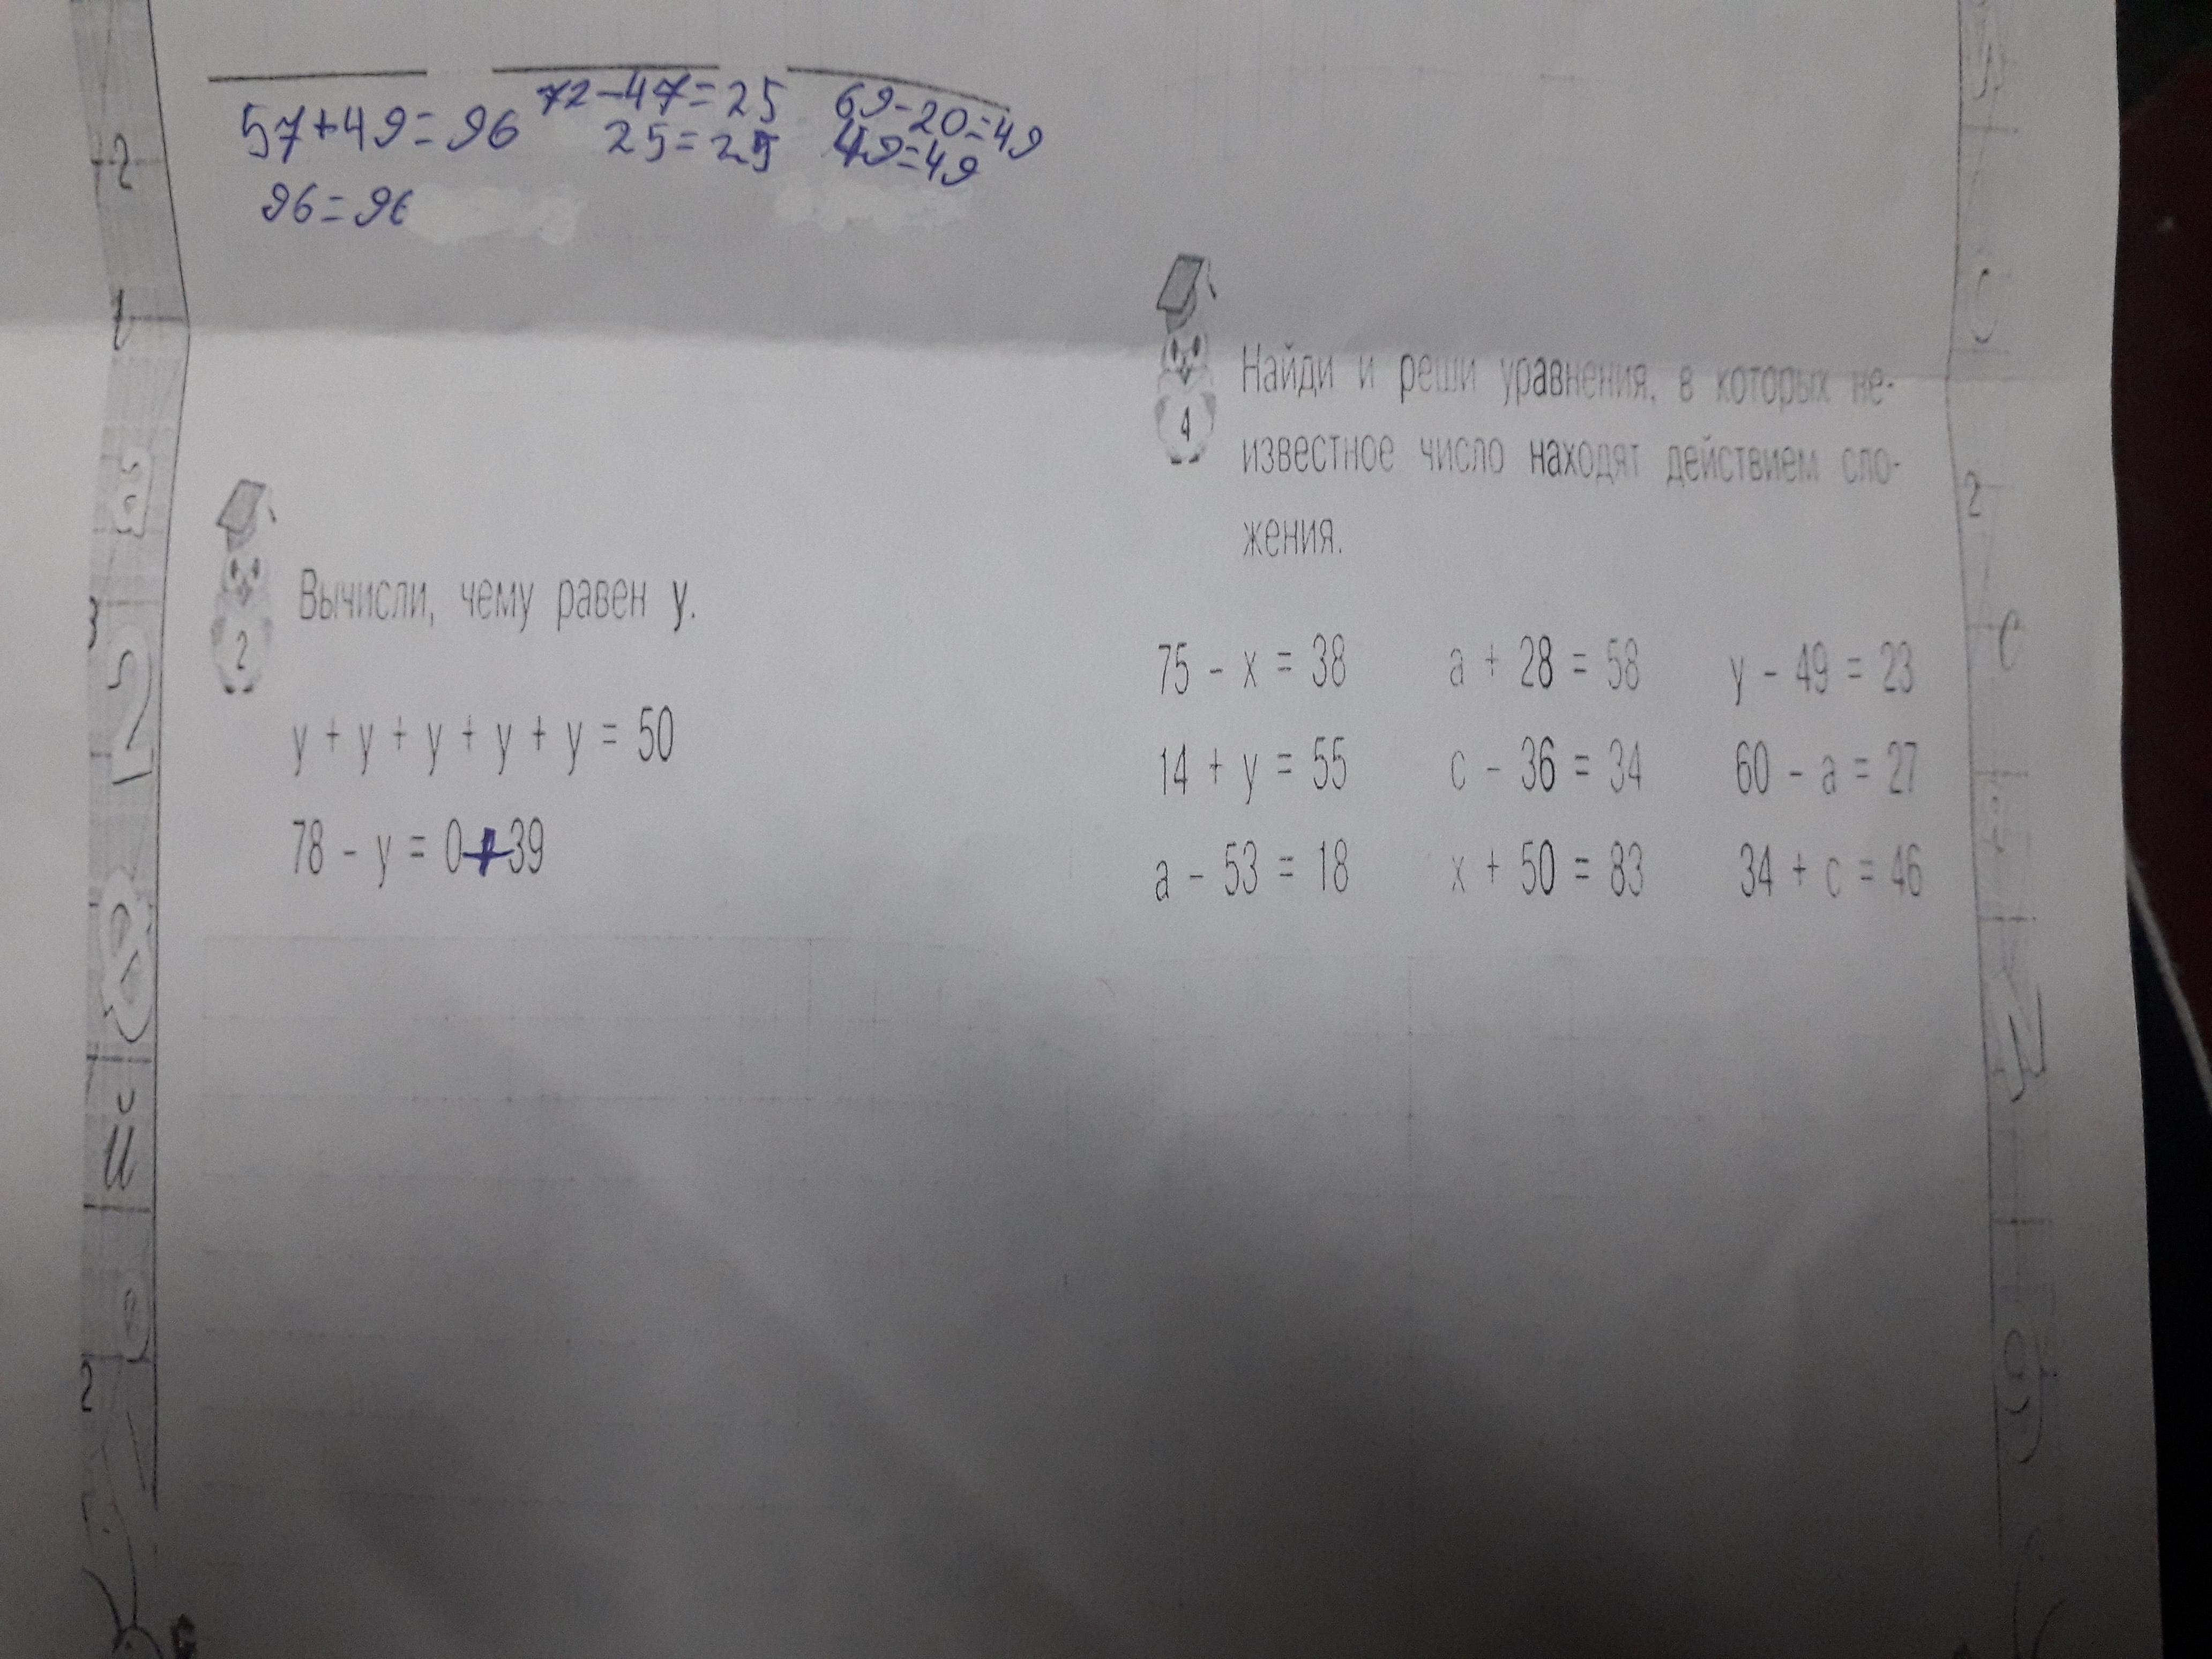 57+49=96 72-47=25 69-20=49
96=96 25=25 49=49
2
Вычисли, чему равен y.
y + y + y + y + y = 50
78 - y = 0+39
4
Найди и реши уравнения, в которых не-
известное число находят действием сло-
жения.
75 - x = 38 a + 28 = 58 y - 49 = 23
14 + y = 55 c - 36 = 34 60 - a = 27
a - 53 = 18 x + 50 = 83 34 + c = 46